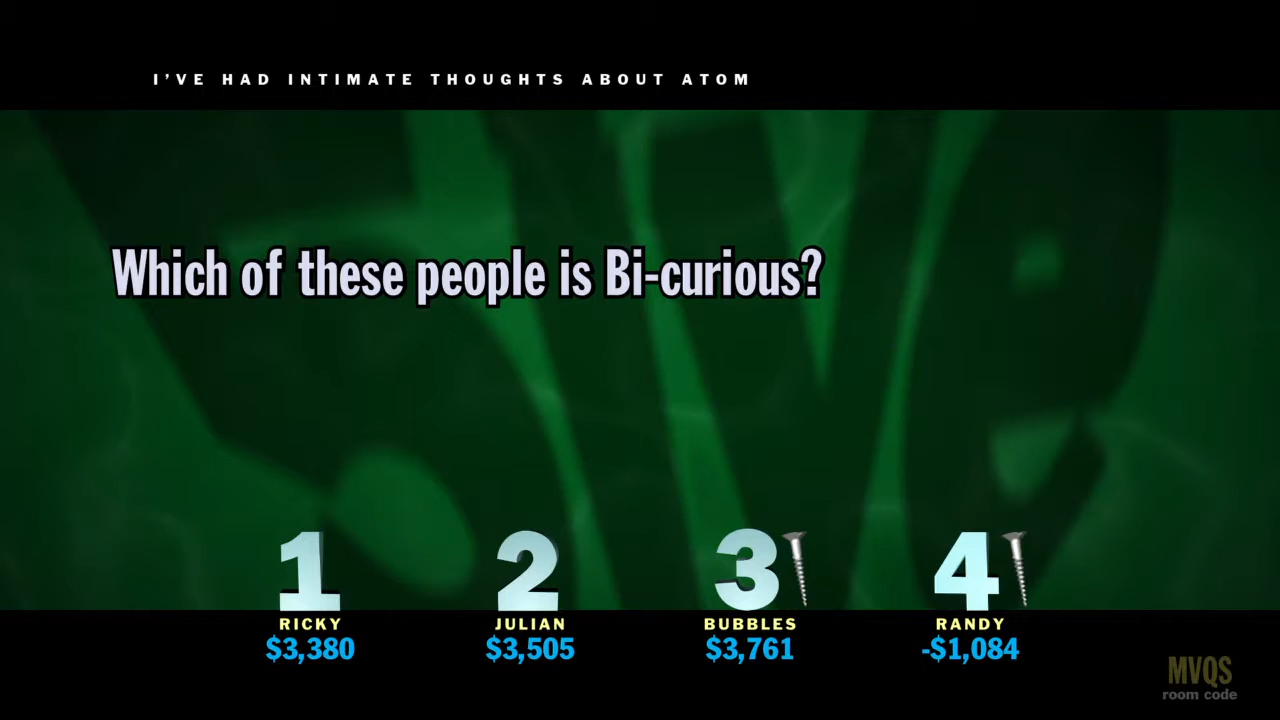 I'VE HAD INTIMATE THOUGHTS ABOUT ATOM
Which of these people is Bi-curious?
1 2 3 4
RICKY JULIAN BUBBLES RANDY
$3,380 $3,505 $3,761 -$1,084
MVQS
room code